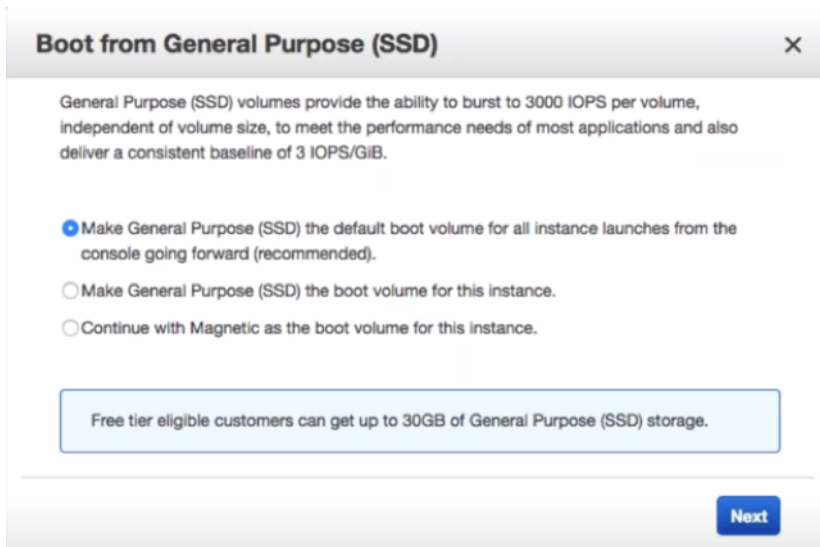 Boot from General Purpose (SSD)
General Purpose (SSD) volumes provide the ability to burst to 3000 IOPS per volume,
independent of volume size, to meet the performance needs of most applications and also
deliver a consistent baseline of 3 IOPS/GiB.
Make General Purpose (SSD) the default boot volume for all instance launches from the
console going forward (recommended).
Make General Purpose (SSD) the boot volume for this instance.
Continue with Magnetic as the boot volume for this instance.
Free tier eligible customers can get up to 30GB of General Purpose (SSD) storage.
Next